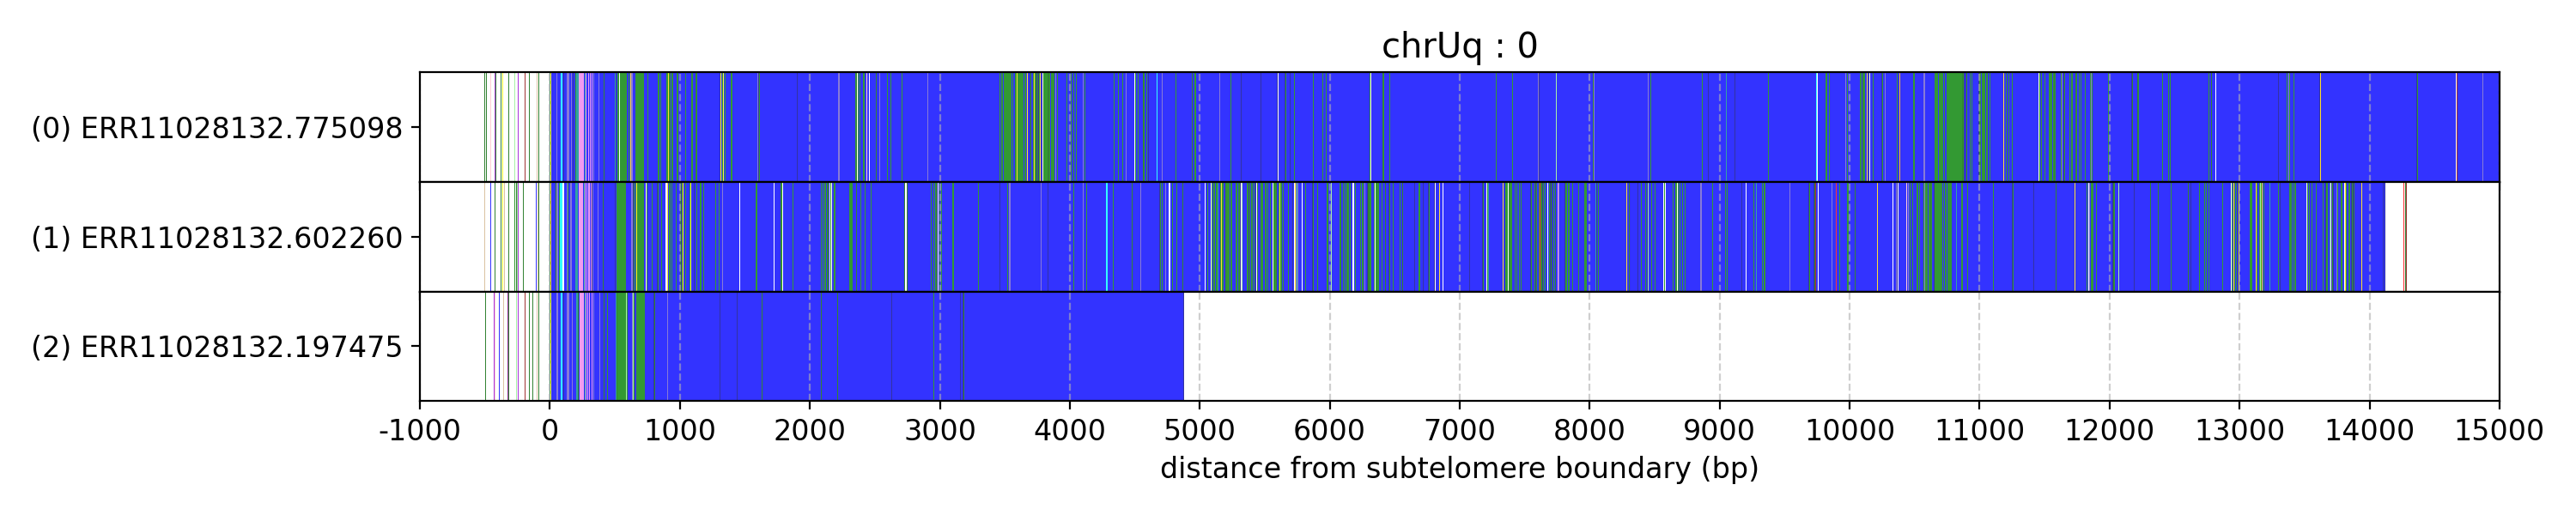 chrUq : 0
(0) ERR11028132.775098
(1) ERR11028132.602260
(2) ERR11028132.197475
-1000 0 1000 2000 3000 4000 5000 6000 7000 8000 9000 10000 11000 12000 13000 14000 15000
distance from subtelomere boundary (bp)